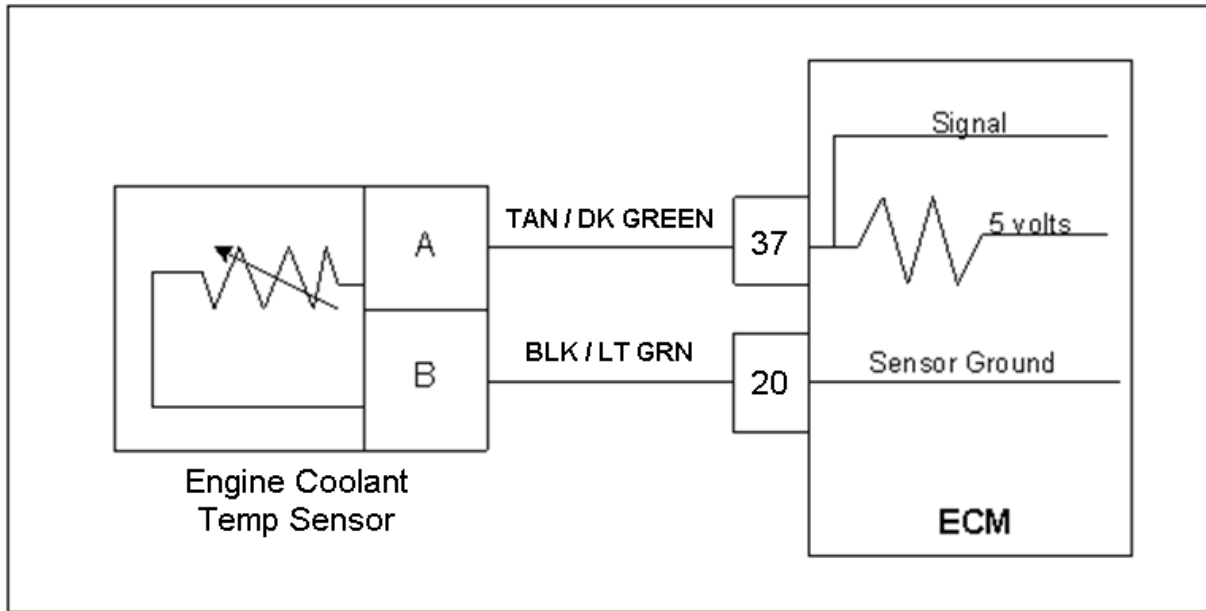 Signal
TAN / DK GREEN
A
37
5 volts
BLK / LT GRN
B
20
Sensor Ground
Engine Coolant
Temp Sensor
ECM